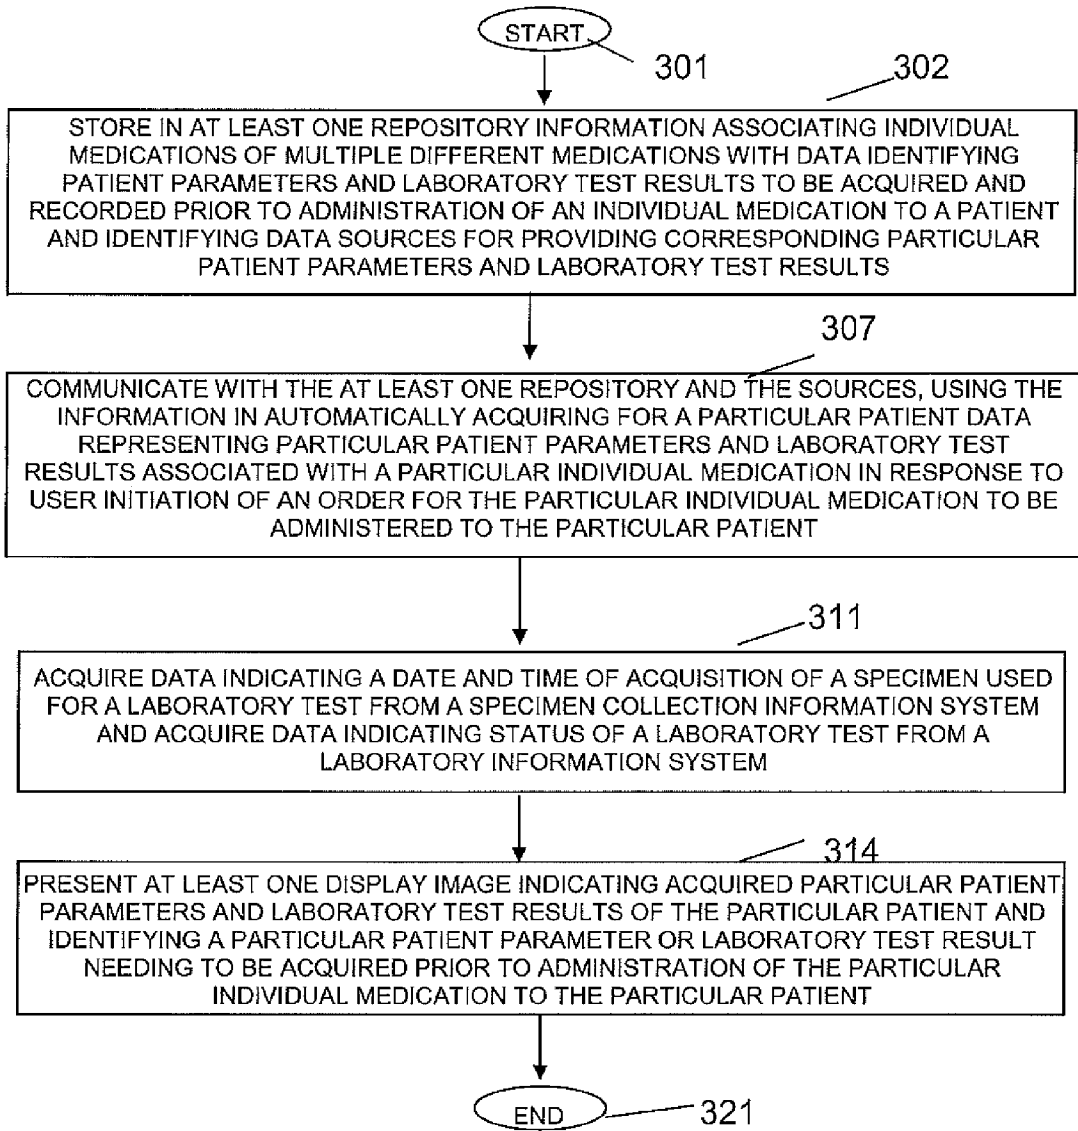 START
301
302
STORE IN AT LEAST ONE REPOSITORY INFORMATION ASSOCIATING INDIVIDUAL
MEDICATIONS OF MULTIPLE DIFFERENT MEDICATIONS WITH DATA IDENTIFYING
PATIENT PARAMETERS AND LABORATORY TEST RESULTS TO BE ACQUIRED AND
RECORDED PRIOR TO ADMINISTRATION OF AN INDIVIDUAL MEDICATION TO A PATIENT
AND IDENTIFYING DATA SOURCES FOR PROVIDING CORRESPONDING PARTICULAR
PATIENT PARAMETERS AND LABORATORY TEST RESULTS
307
COMMUNICATE WITH THE AT LEAST ONE REPOSITORY AND THE SOURCES, USING THE
INFORMATION IN AUTOMATICALLY ACQUIRING FOR A PARTICULAR PATIENT DATA
REPRESENTING PARTICULAR PATIENT PARAMETERS AND LABORATORY TEST
RESULTS ASSOCIATED WITH A PARTICULAR INDIVIDUAL MEDICATION IN RESPONSE TO
USER INITIATION OF AN ORDER FOR THE PARTICULAR INDIVIDUAL MEDICATION TO BE
ADMINISTERED TO THE PARTICULAR PATIENT
311
ACQUIRE DATA INDICATING A DATE AND TIME OF ACQUISITION OF A SPECIMEN USED
FOR A LABORATORY TEST FROM A SPECIMEN COLLECTION INFORMATION SYSTEM
AND ACQUIRE DATA INDICATING STATUS OF A LABORATORY TEST FROM A
LABORATORY INFORMATION SYSTEM
314
PRESENT AT LEAST ONE DISPLAY IMAGE INDICATING ACQUIRED PARTICULAR PATIENT
PARAMETERS AND LABORATORY TEST RESULTS OF THE PARTICULAR PATIENT AND
IDENTIFYING A PARTICULAR PATIENT PARAMETER OR LABORATORY TEST RESULT
NEEDING TO BE ACQUIRED PRIOR TO ADMINISTRATION OF THE PARTICULAR
INDIVIDUAL MEDICATION TO THE PARTICULAR PATIENT
END
321